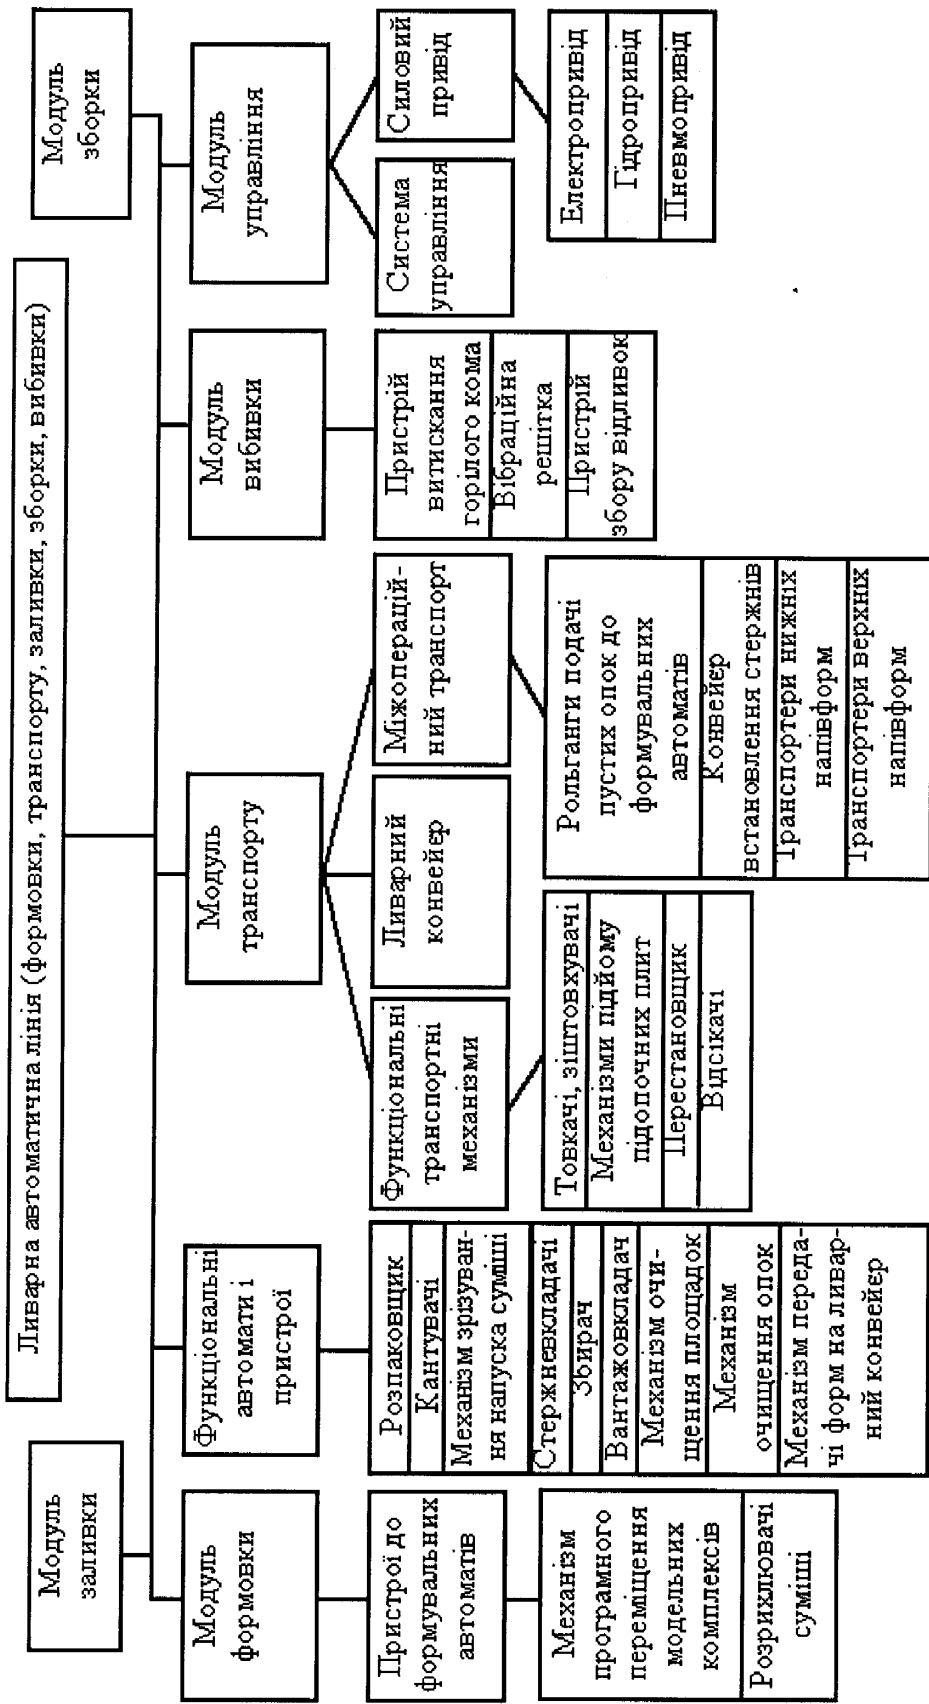 Ливарна автоматична лінія (формовки, транспорту, заливки, зборки, вибивки)
Модуль
заливки
Модуль
зборки
Модуль
формовки
Функціональні
автомати і
пристрої
Модуль
транспорту
Модуль
вибивки
Модуль
управління
Пристрої до
формувальних
автоматів
Механізм
програмного
переміщення
модельних
комплексів
Розрихлювачі
суміші
Розпаковщик
Кантувачі
Механізм зрізуван-
ня напуска суміші
Стержневкладачі
Збирач
Вантажовкладач
Механізм очи-
щення площадок
Механізм
очищення опок
Механізм переда-
чі форм на ливар-
ний конвейєр
Функціональні
транспортні
механізми
Ливарний
конвейєр
Міжоперацій-
ний транспорт
Товкачі, зіштовхувачі
Механізми підйому
підопочних плит
Перестановщик
Відсікачі
Рольганги подачі
пустих опок до
формувальних
автоматів
Конвейєр
встановлення стержнів
Транспортери нижніх
напівформ
Транспортери верхніх
напівформ
Пристрій
витискання
горілого кома
Вібраційна
решітка
Пристрій
збору відливок
Система
управління
Силовий
привід
Електропривід
Гідропривід
Пневмопривід